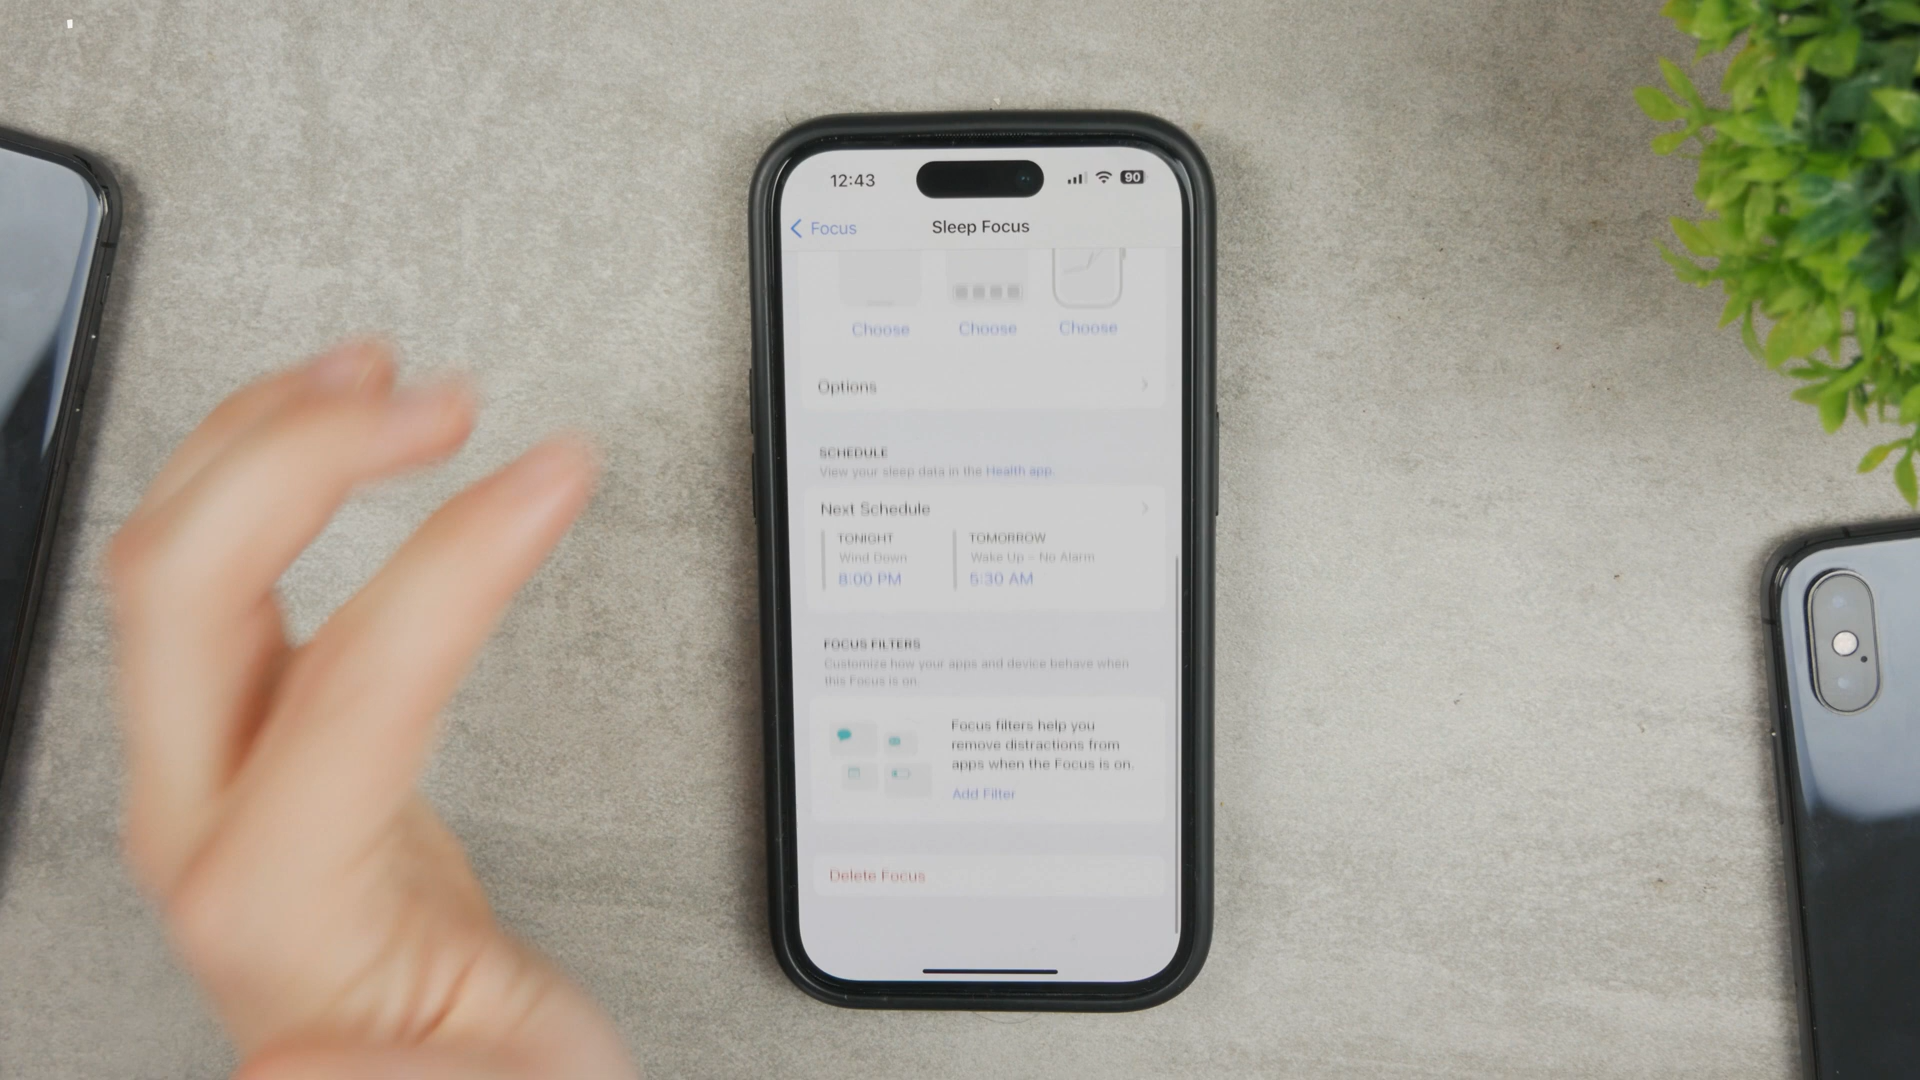 12:43
90
Focus
Sleep Focus
Choose
Choose
Choose
Options
SCHEDULE
View your sleep data in the Health app.
Next Schedule
TONIGHT
Wind Down
8:00 PM
TOMORROW
Wake Up – No Alarm
5:30 AM
FOCUS FILTERS
Customize how your apps and device behave when
this Focus is on.
Focus filters help you
remove distractions from
apps when the Focus is on.
Add Filter
Delete Focus